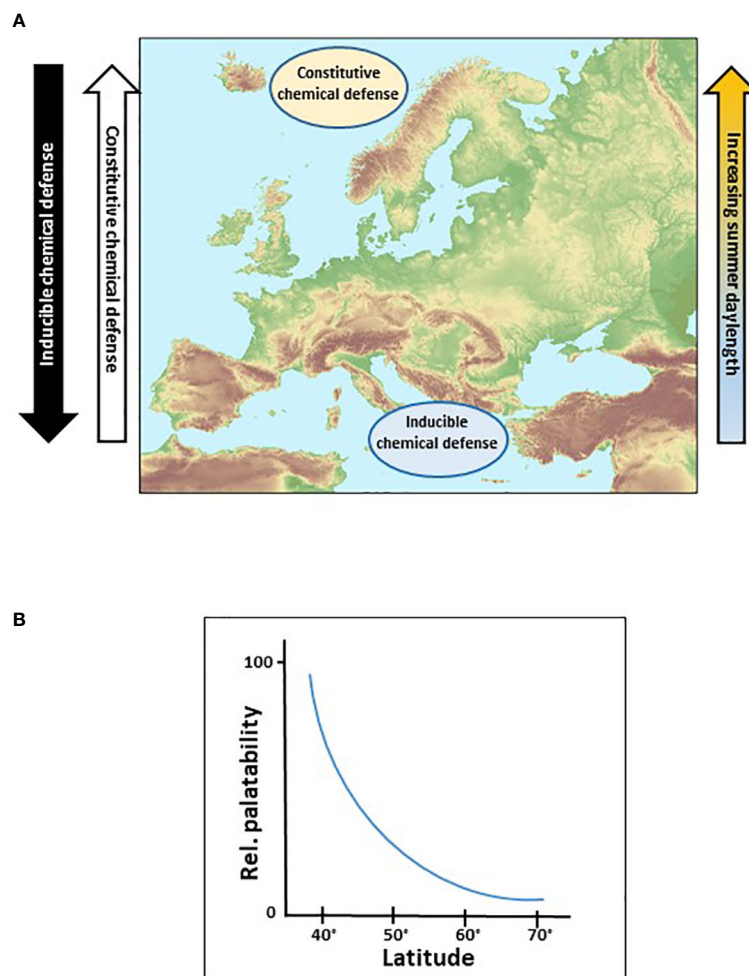 A
Inducible chemical defense
Constitutive chemical defense
Constitutive
chemical defense
Inducible
chemical defense
Increasing summer daylength
B
100
Rel. palatability
0
40°
50°
60°
70°
Latitude